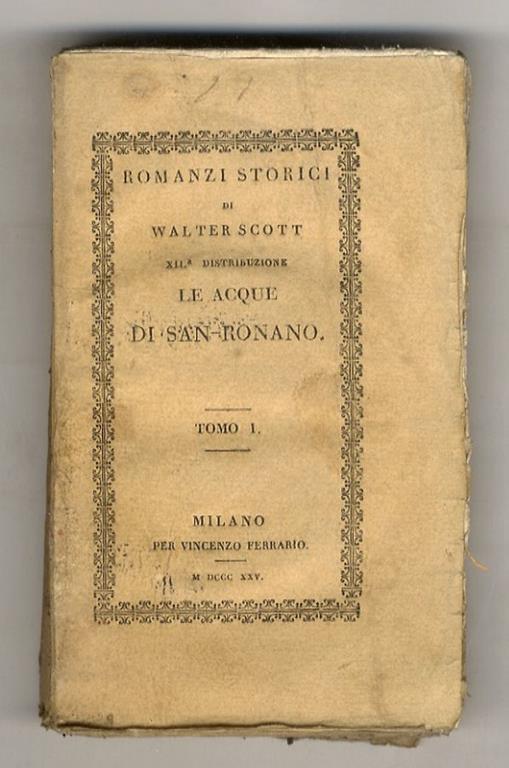 ROMANZI STORICI
DI
WALTER SCOTT
XII.ª DISTRIBUZIONE
LE ACQUE
DI SAN-RONANO.
TOMO I.
MILANO
PER VINCENZO FERRARIO.
M DCCC XXV.